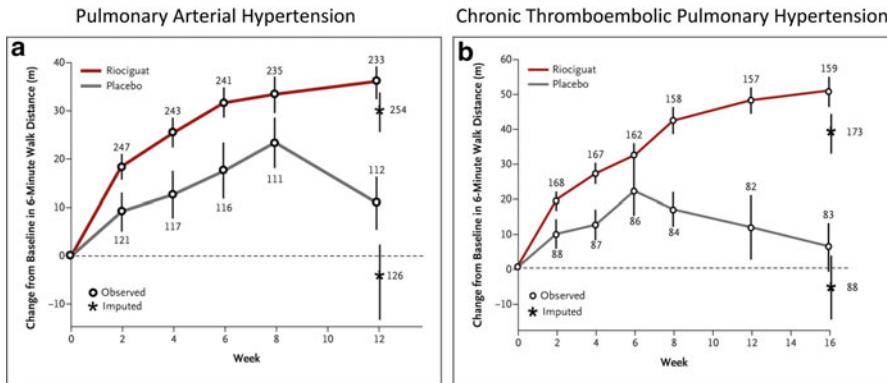 Pulmonary Arterial Hypertension
Chronic Thromboembolic Pulmonary Hypertension
a
Change from Baseline in 6-Minute Walk Distance (m)
40
30
20
10
0
−10
Riociguat
Placebo
247
243
241
235
233
254
121
117
116
111
112
126
Observed
Imputed
0 2 4 6 8 10 12
Week
b
Change from Baseline in 6-Minute Walk Distance (m)
60
50
40
30
20
10
0
−10
Riociguat
Placebo
168
167
162
158
157
159
173
88
87
86
84
82
83
88
Observed
Imputed
0 2 4 6 8 10 12 14 16
Week